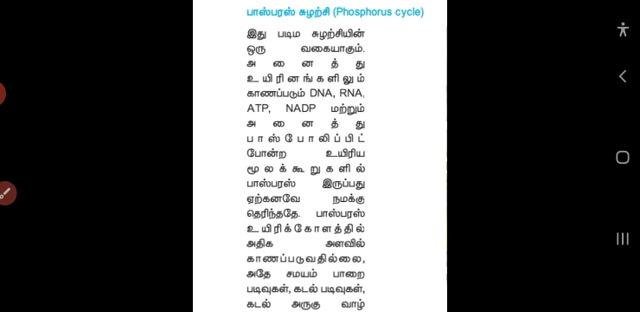 பாஸ்பரஸ் சுழற்சி (Phosphorus cycle)
இது படிம சுழற்சியின்
ஒரு வகையாகும்.
அனைத்து
உயிரினங்களிலும்
காணப்படும் DNA, RNA,
ATP, NADP மற்றும்
அனைத்து
பாஸ்போலிப்பிட்
போன்ற உயிரிய
மூலக்கூறுகளில்
பாஸ்பரஸ் இருப்பது
ஏற்கனவே நமக்கு
தெரிந்ததே. பாஸ்பரஸ்
உயிரிக்கோளத்தில்
அதிக அளவில்
காணப்படுவதில்லை,
அதே சமயம் பாறை
படிவுகள், கடல் படிவுகள்,
கடல் அருகு வாழ்